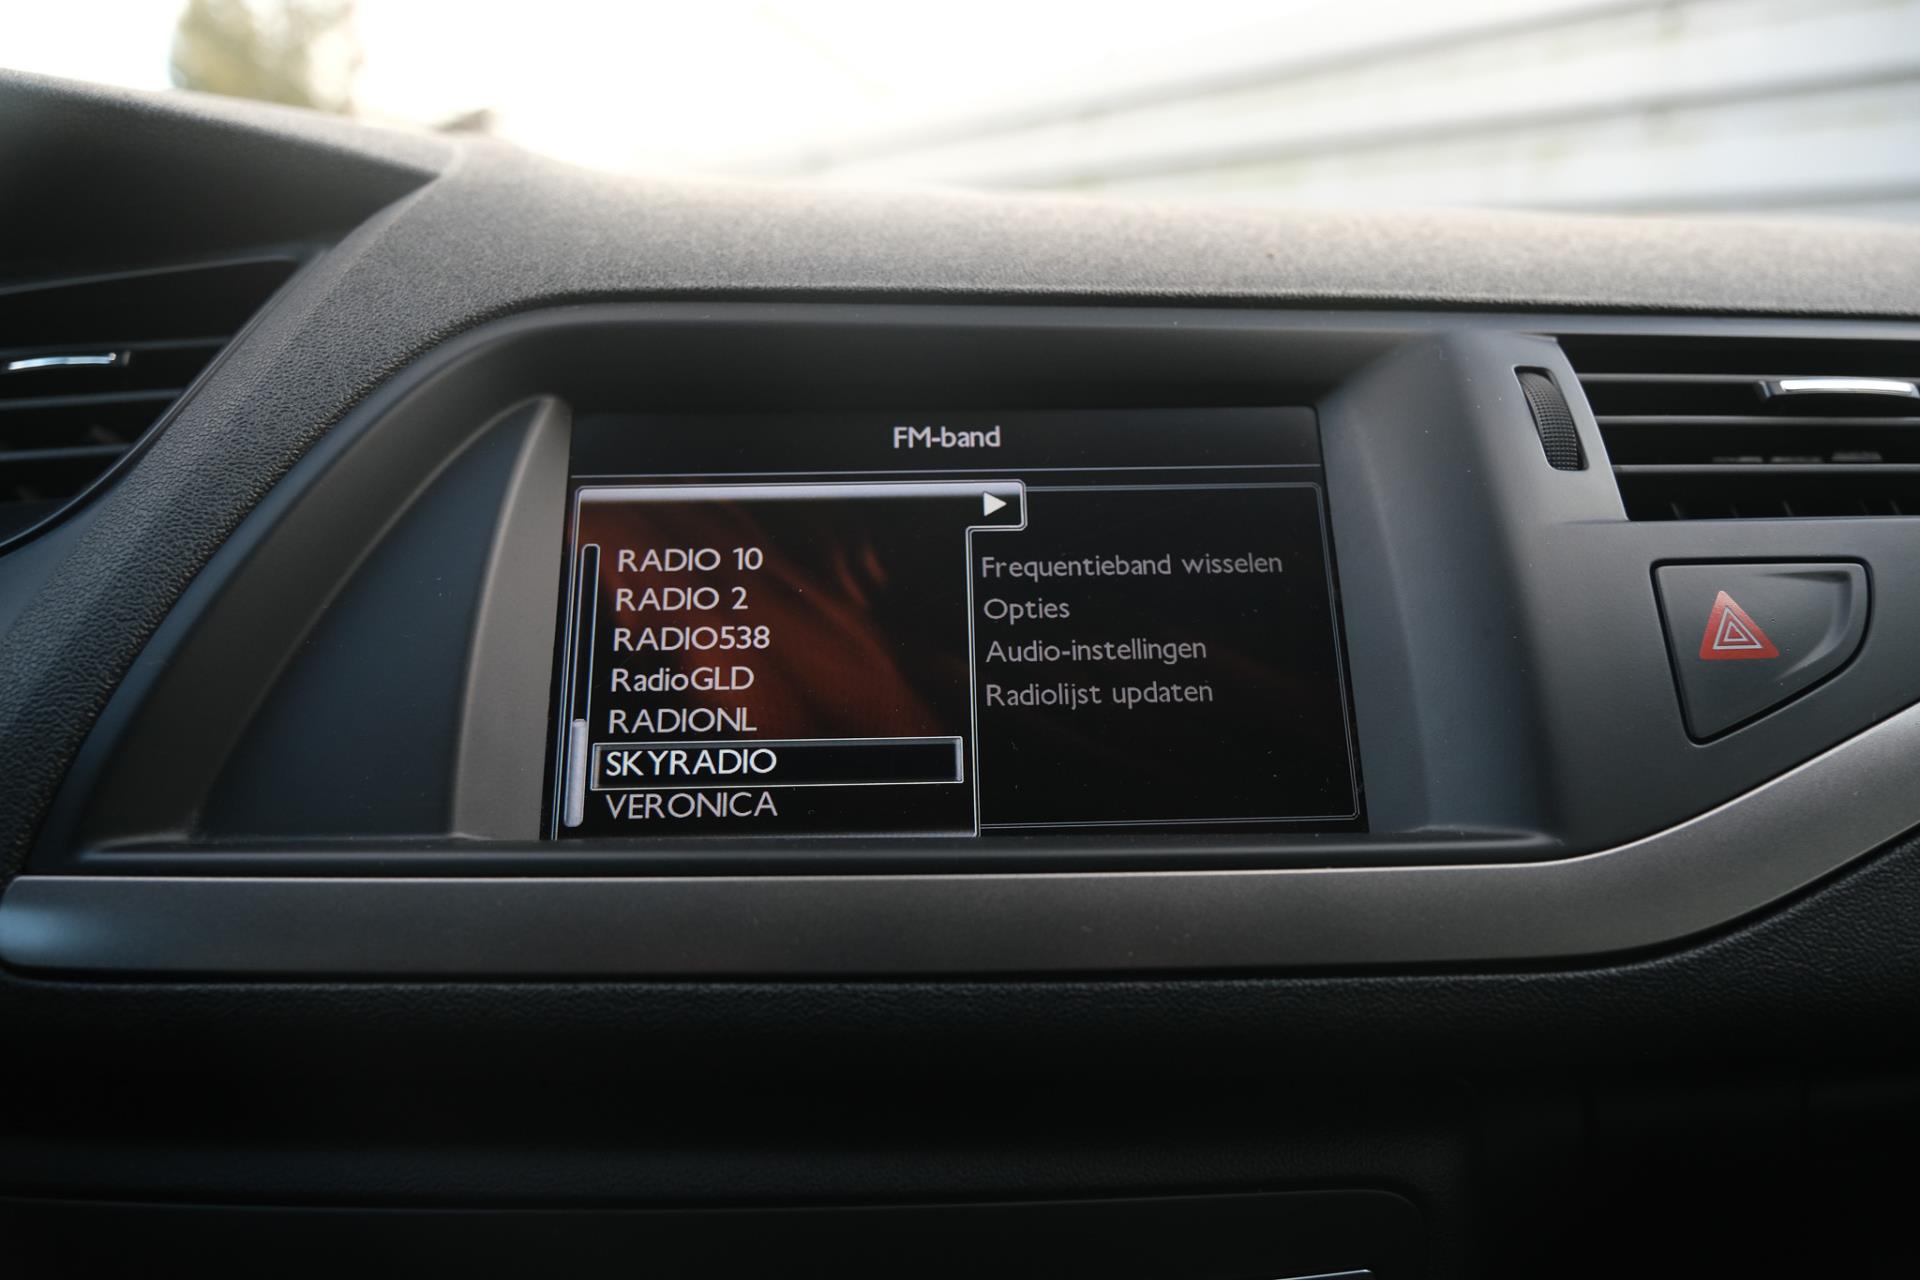 FM-band
RADIO 10
RADIO 2
RADIO538
RadioGLD
RADIONL
SKYRADIO
VERONICA
Frequentieband wisselen
Opties
Audio-instellingen
Radiolijst updaten